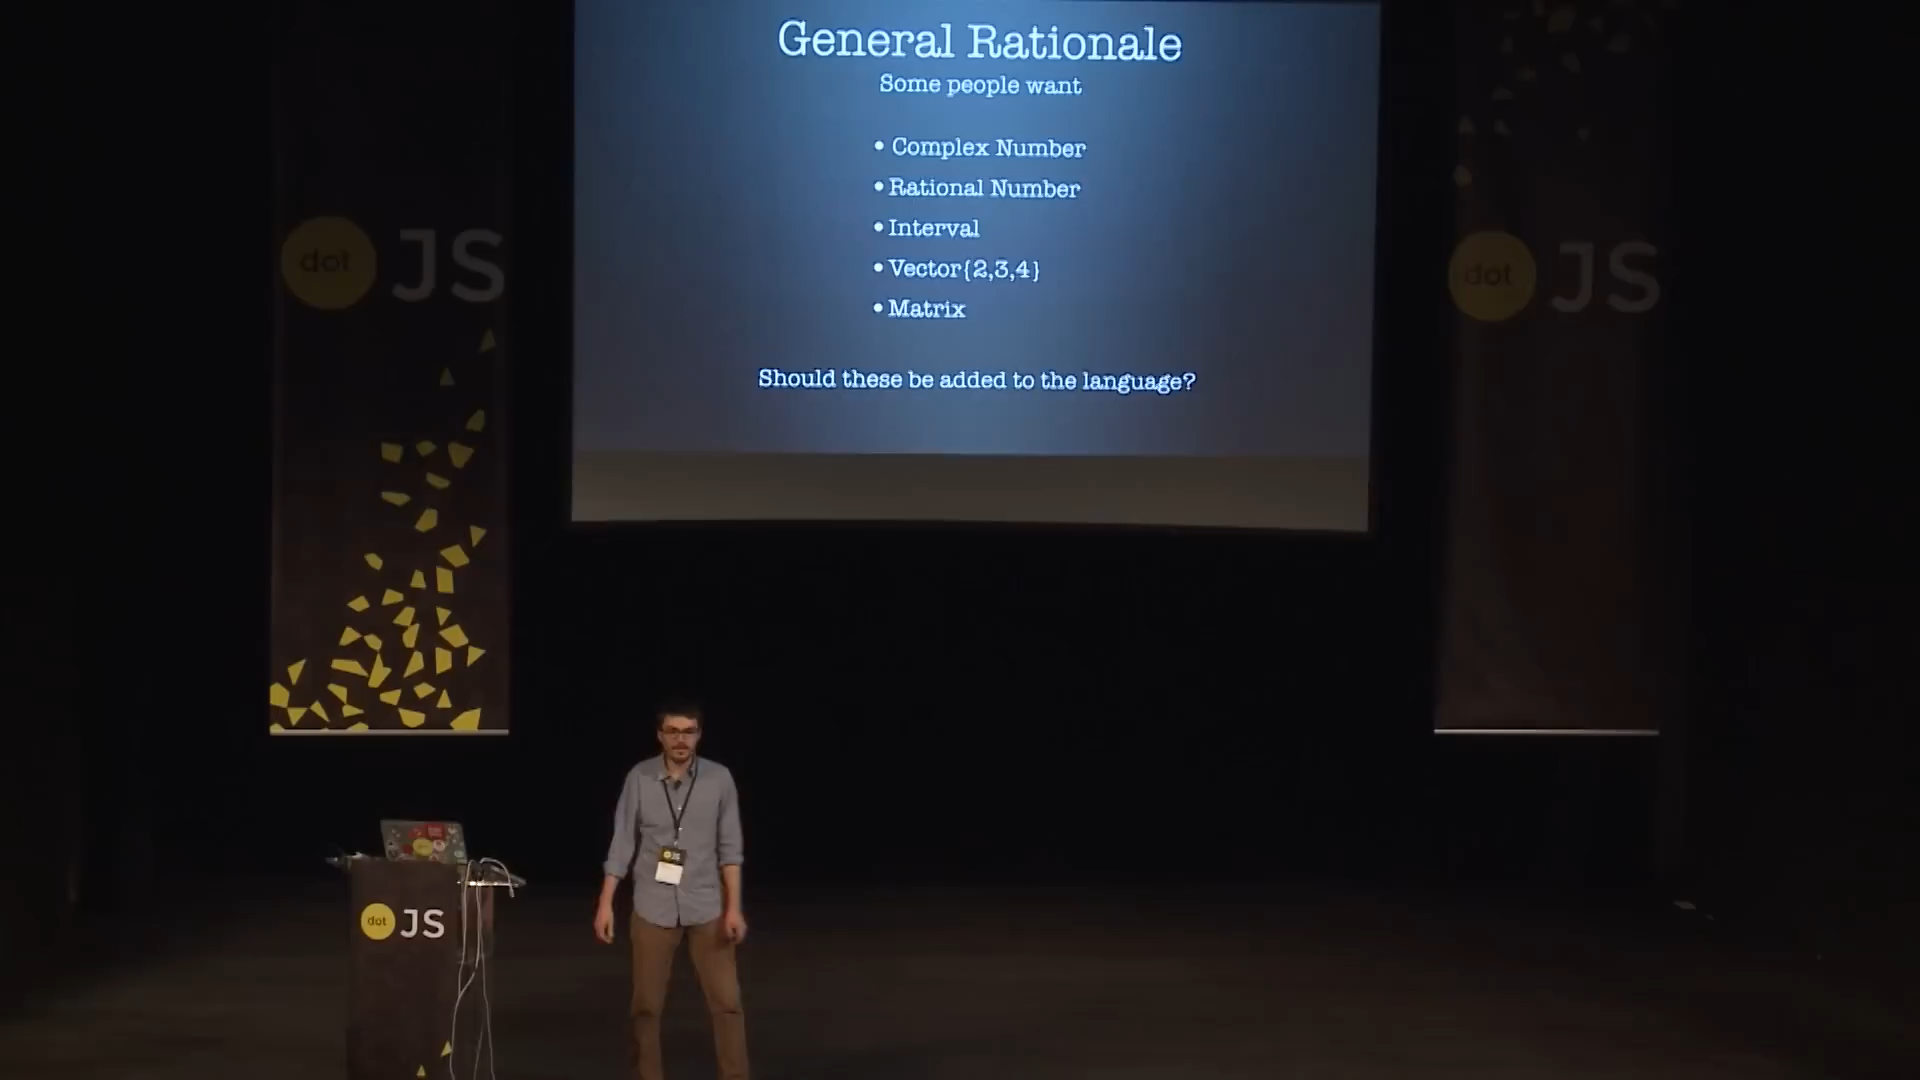 General Rationale
Some people want
• Complex Number
• Rational Number
• Interval
• Vector{2,3,4}
• Matrix
Should these be added to the language?
dot JS
dot JS
dot JS